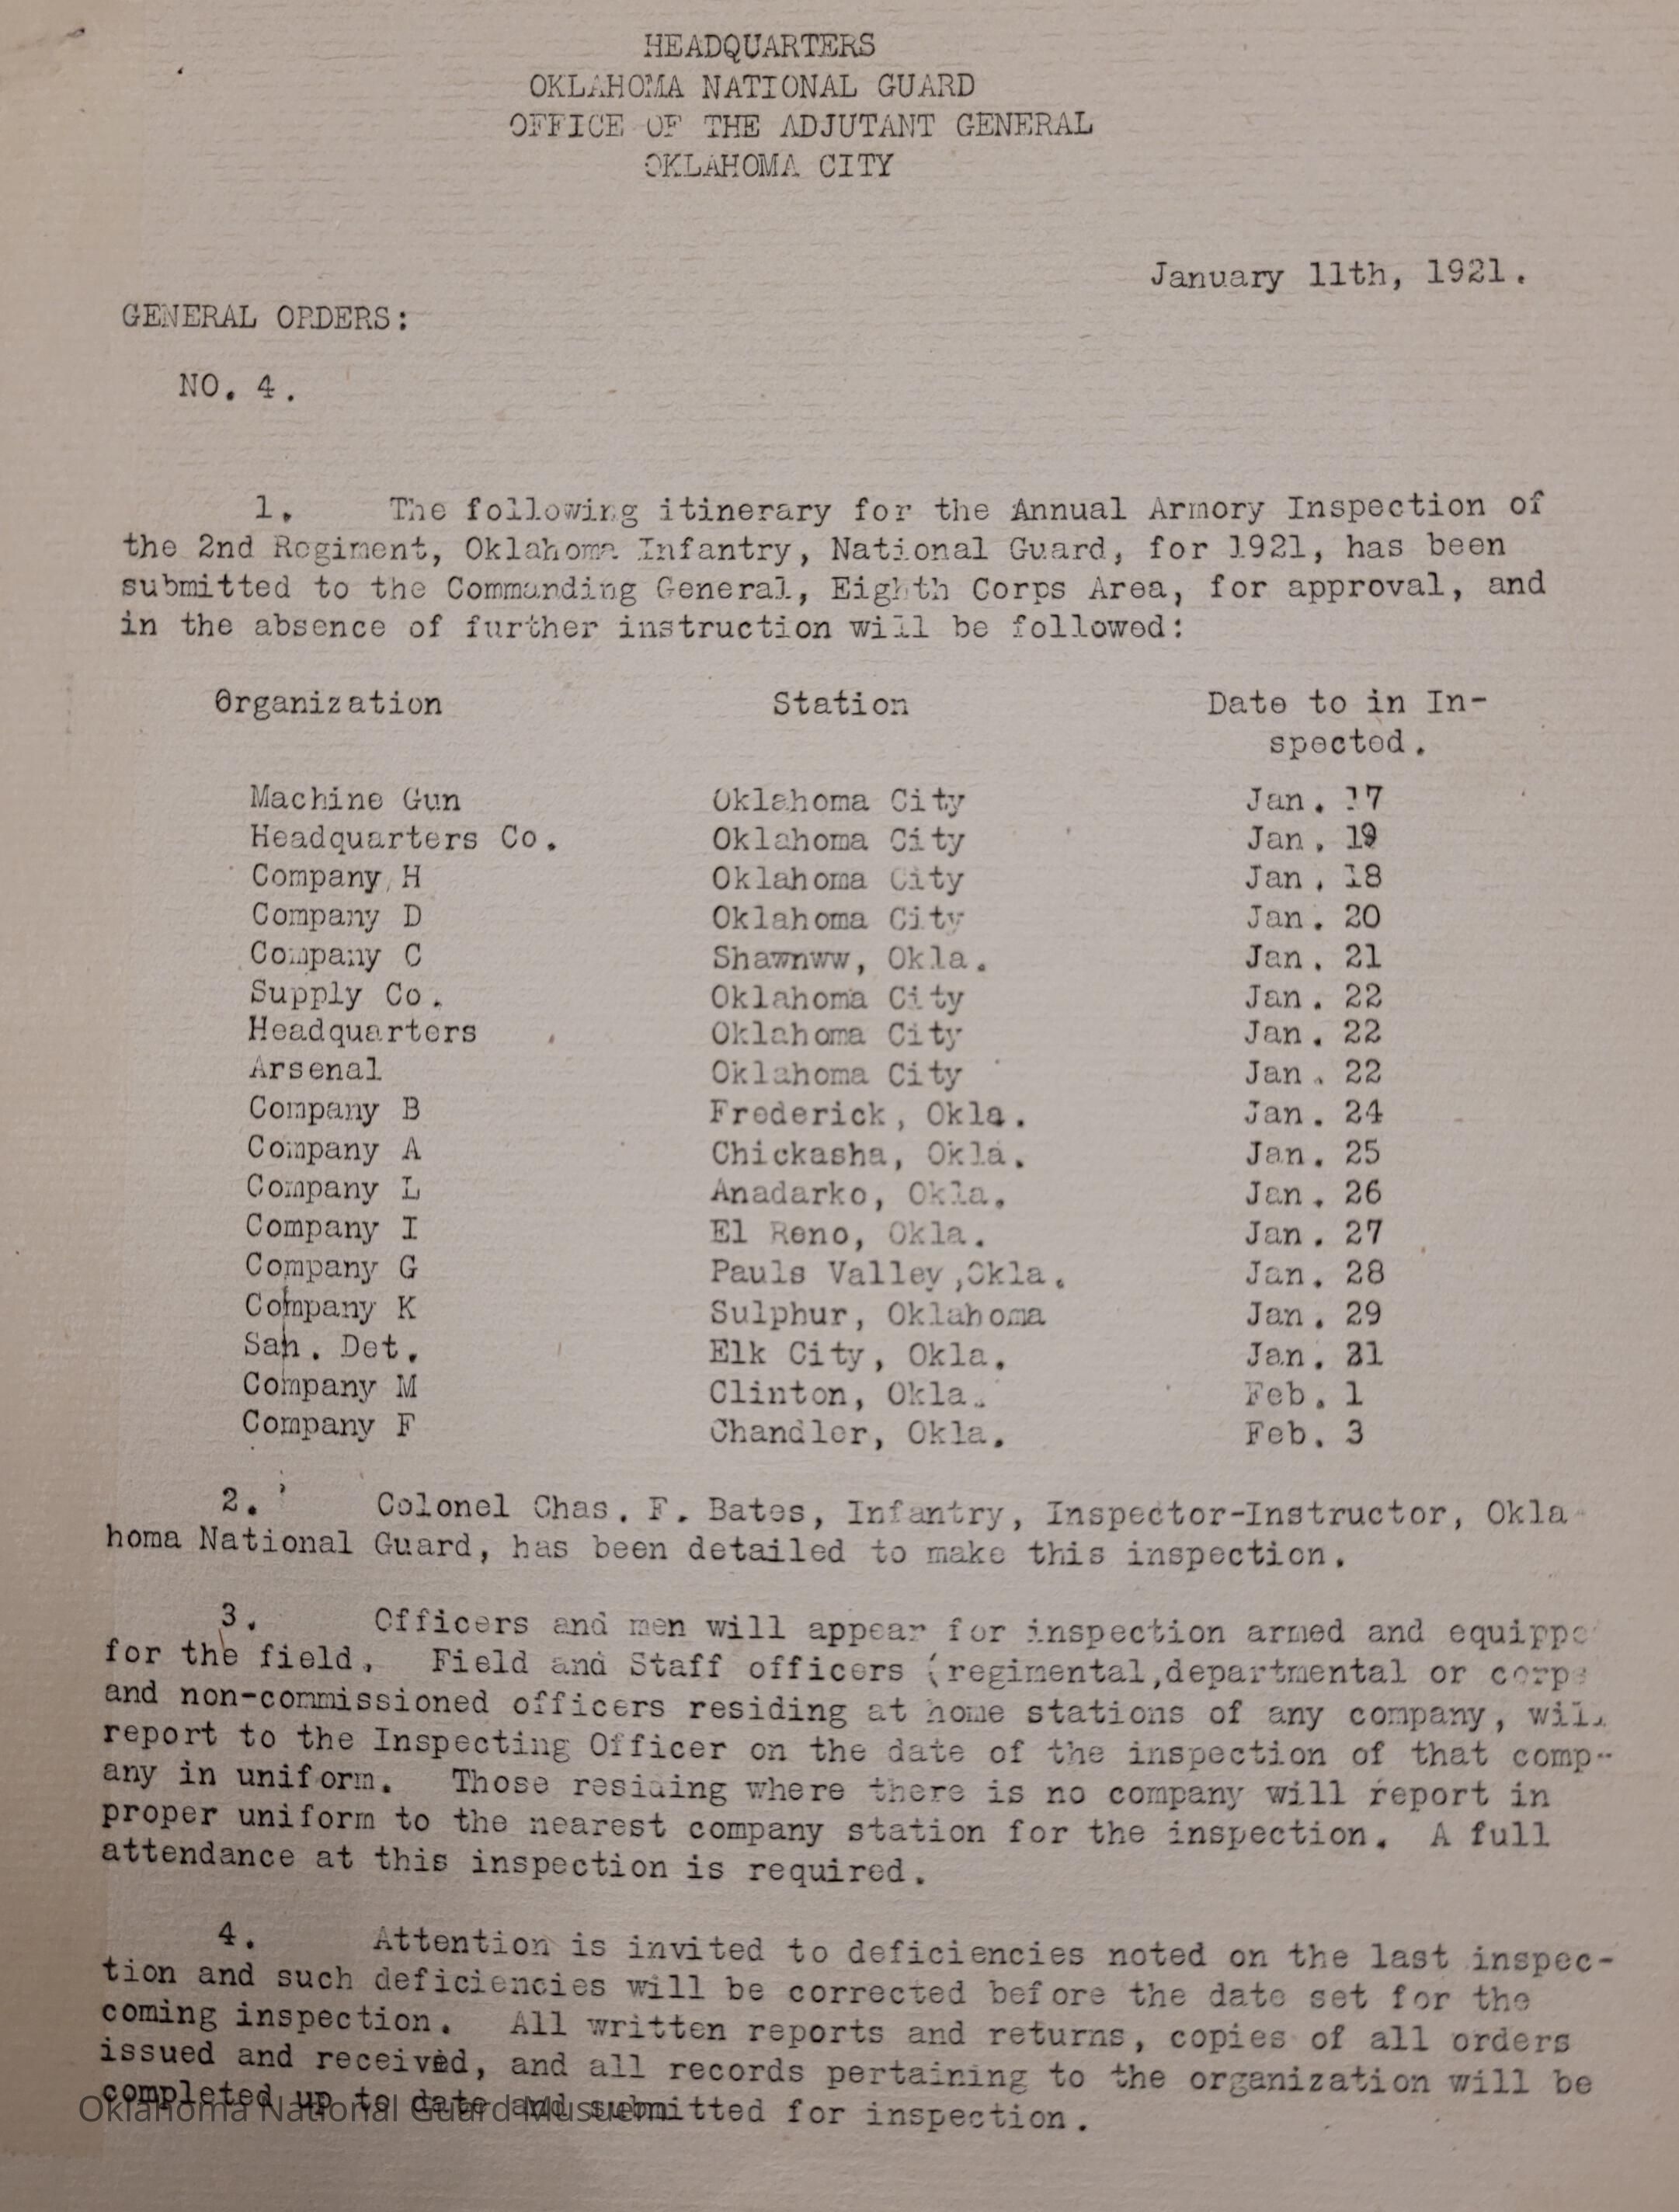 HEADQUARTERS
OKLAHOMA NATIONAL GUARD
OFFICE OF THE ADJUTANT GENERAL
OKLAHOMA CITY
January 11th, 1921.
GENERAL ORDERS:
NO. 4.
1. The following itinerary for the Annual Armory Inspection of
the 2nd Regiment, Oklahoma Infantry, National Guard, for 1921, has been
submitted to the Commanding General, Eighth Corps Area, for approval, and
in the absence of further instruction will be followed:
Organization Station Date to in In-
spected.
Machine Gun Oklahoma City Jan. 17
Headquarters Co. Oklahoma City Jan. 19
Company H Oklahoma City Jan. 18
Company D Oklahoma City Jan. 20
Company C Shawnww, Okla. Jan. 21
Supply Co. Oklahoma City Jan. 22
Headquarters Oklahoma City Jan. 22
Arsenal Oklahoma City Jan. 22
Company B Frederick, Okla. Jan. 24
Company A Chickasha, Okla. Jan. 25
Company L Anadarko, Okla. Jan. 26
Company I El Reno, Okla. Jan. 27
Company G Pauls Valley,Okla. Jan. 28
Company K Sulphur, Oklahoma Jan. 29
San. Det. Elk City, Okla. Jan. 31
Company M Clinton, Okla. Feb. 1
Company F Chandler, Okla. Feb. 3
2. Colonel Chas. F. Bates, Infantry, Inspector-Instructor, Okla-
homa National Guard, has been detailed to make this inspection.
3. Officers and men will appear for inspection armed and equippe
for the field. Field and Staff officers (regimental,departmental or corps
and non-commissioned officers residing at home stations of any company, will
report to the Inspecting Officer on the date of the inspection of that comp-
any in uniform. Those residing where there is no company will report in
proper uniform to the nearest company station for the inspection. A full
attendance at this inspection is required.
4. Attention is invited to deficiencies noted on the last inspec-
tion and such deficiencies will be corrected before the date set for the
coming inspection. All written reports and returns, copies of all orders
issued and received, and all records pertaining to the organization will be
completed up to date and submitted for inspection.
Oklahoma National Guard Musuem